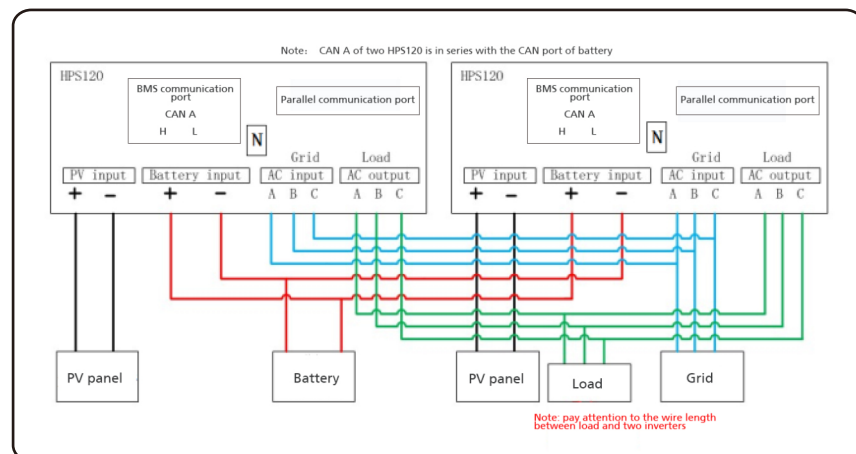 Note: CAN A of two HPS120 is in series with the CAN port of battery
HPS120
BMS communication
port
CAN A
H L
Parallel communication port
N
Grid
Load
PV input
Battery input
AC input
AC output
+ − + − A B C A B C
HPS120
BMS communication
port
CAN A
H L
Parallel communication port
N
Grid
Load
PV input
Battery input
AC input
AC output
+ − + − A B C A B C
PV panel
Battery
PV panel
Load
Grid
Note: pay attention to the wire length
between load and two inverters